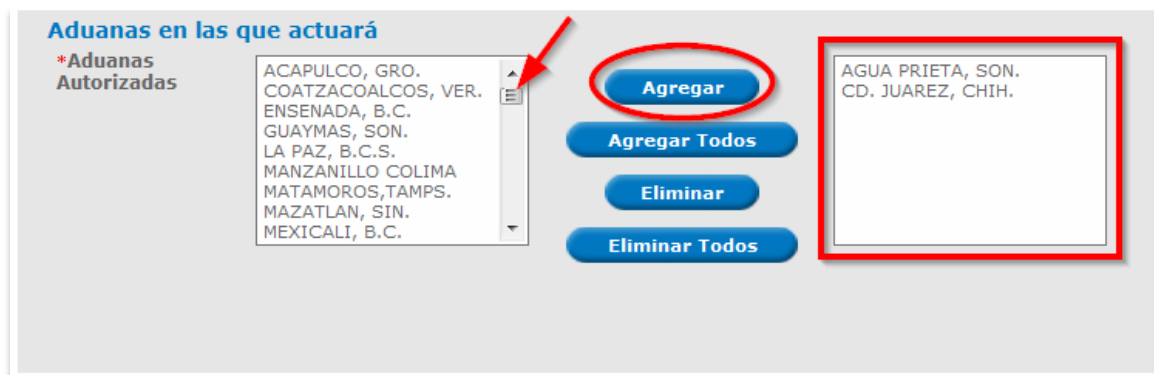 Aduanas en las que actuará
*Aduanas
Autorizadas
ACAPULCO, GRO.
COATZACOALCOS, VER.
ENSENADA, B.C.
GUAYMAS, SON.
LA PAZ, B.C.S.
MANZANILLO COLIMA
MATAMOROS,TAMPS.
MAZATLAN, SIN.
MEXICALI, B.C.
Agregar
Agregar Todos
Eliminar
Eliminar Todos
AGUA PRIETA, SON.
CD. JUAREZ, CHIH.